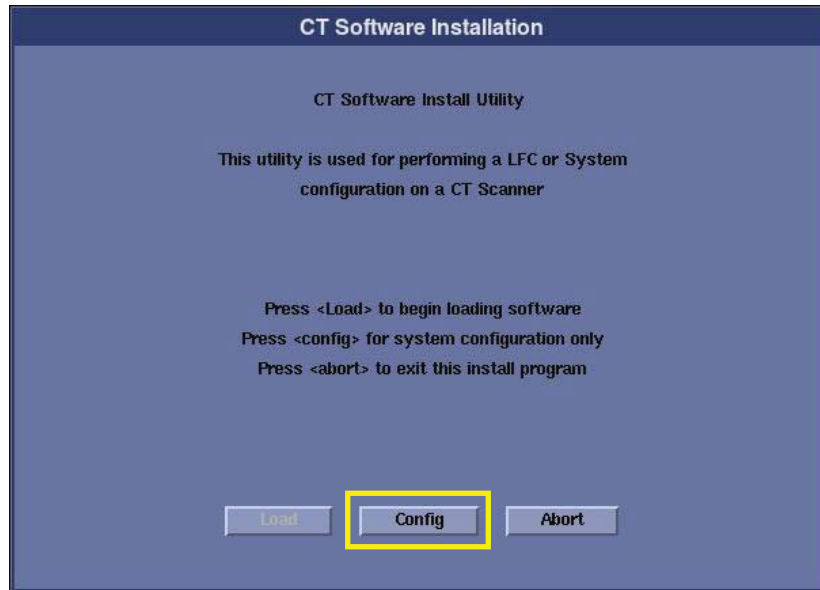 CT Software Installation
CT Software Install Utility
This utility is used for performing a LFC or System
configuration on a CT Scanner
Press <Load> to begin loading software
Press <config> for system configuration only
Press <abort> to exit this install program
Load Config Abort